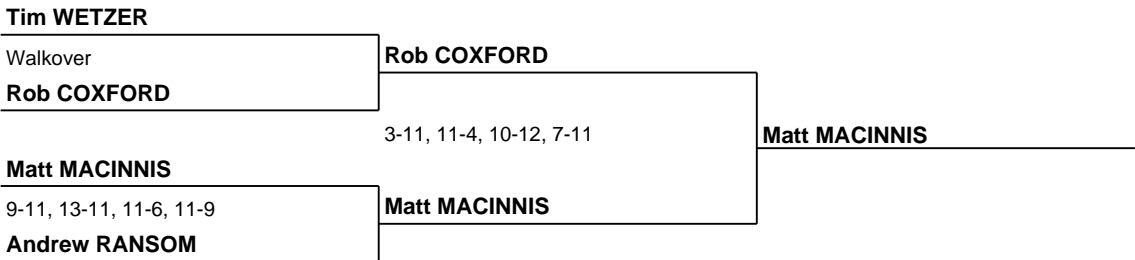 Tim WETZER
Walkover
Rob COXFORD
Rob COXFORD
3-11, 11-4, 10-12, 7-11
Matt MACINNIS
Matt MACINNIS
9-11, 13-11, 11-6, 11-9
Matt MACINNIS
Andrew RANSOM